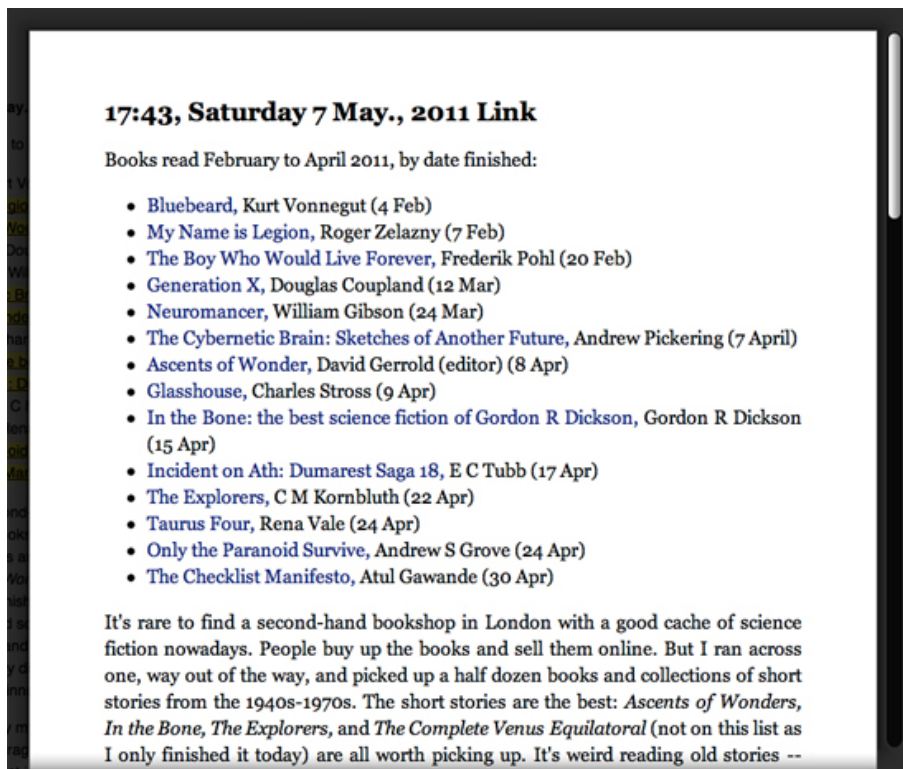 17:43, Saturday 7 May., 2011 Link
Books read February to April 2011, by date finished:
• Bluebeard, Kurt Vonnegut (4 Feb)
• My Name is Legion, Roger Zelazny (7 Feb)
• The Boy Who Would Live Forever, Frederik Pohl (20 Feb)
• Generation X, Douglas Coupland (12 Mar)
• Neuromancer, William Gibson (24 Mar)
• The Cybernetic Brain: Sketches of Another Future, Andrew Pickering (7 April)
• Ascents of Wonder, David Gerrold (editor) (8 Apr)
• Glasshouse, Charles Stross (9 Apr)
• In the Bone: the best science fiction of Gordon R Dickson, Gordon R Dickson
(15 Apr)
• Incident on Ath: Dumarest Saga 18, E C Tubb (17 Apr)
• The Explorers, C M Kornbluth (22 Apr)
• Taurus Four, Rena Vale (24 Apr)
• Only the Paranoid Survive, Andrew S Grove (24 Apr)
• The Checklist Manifesto, Atul Gawande (30 Apr)
It's rare to find a second-hand bookshop in London with a good cache of science
fiction nowadays. People buy up the books and sell them online. But I ran across
one, way out of the way, and picked up a half dozen books and collections of short
stories from the 1940s-1970s. The short stories are the best: Ascents of Wonders,
In the Bone, The Explorers, and The Complete Venus Equilatoral (not on this list as
I only finished it today) are all worth picking up. It's weird reading old stories --